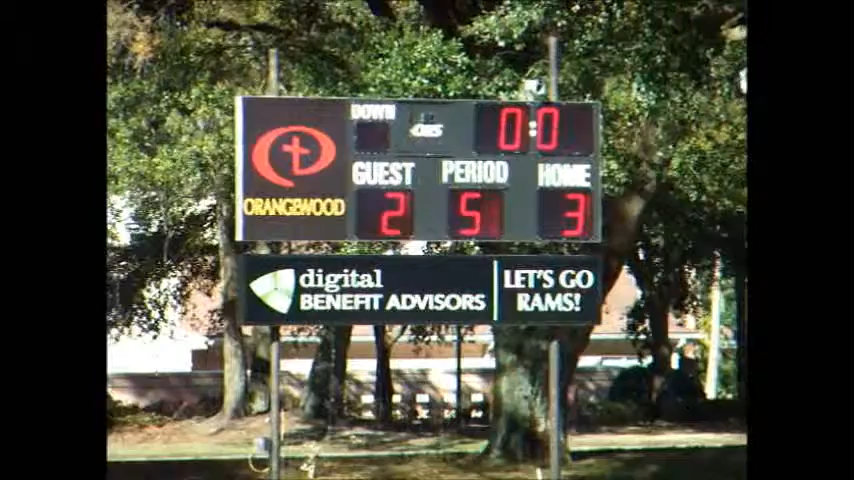 DOWN
0:0
GUEST PERIOD HOME
ORANGEWOOD
2 5 3
digital
BENEFIT ADVISORS
LET'S GO
RAMS!